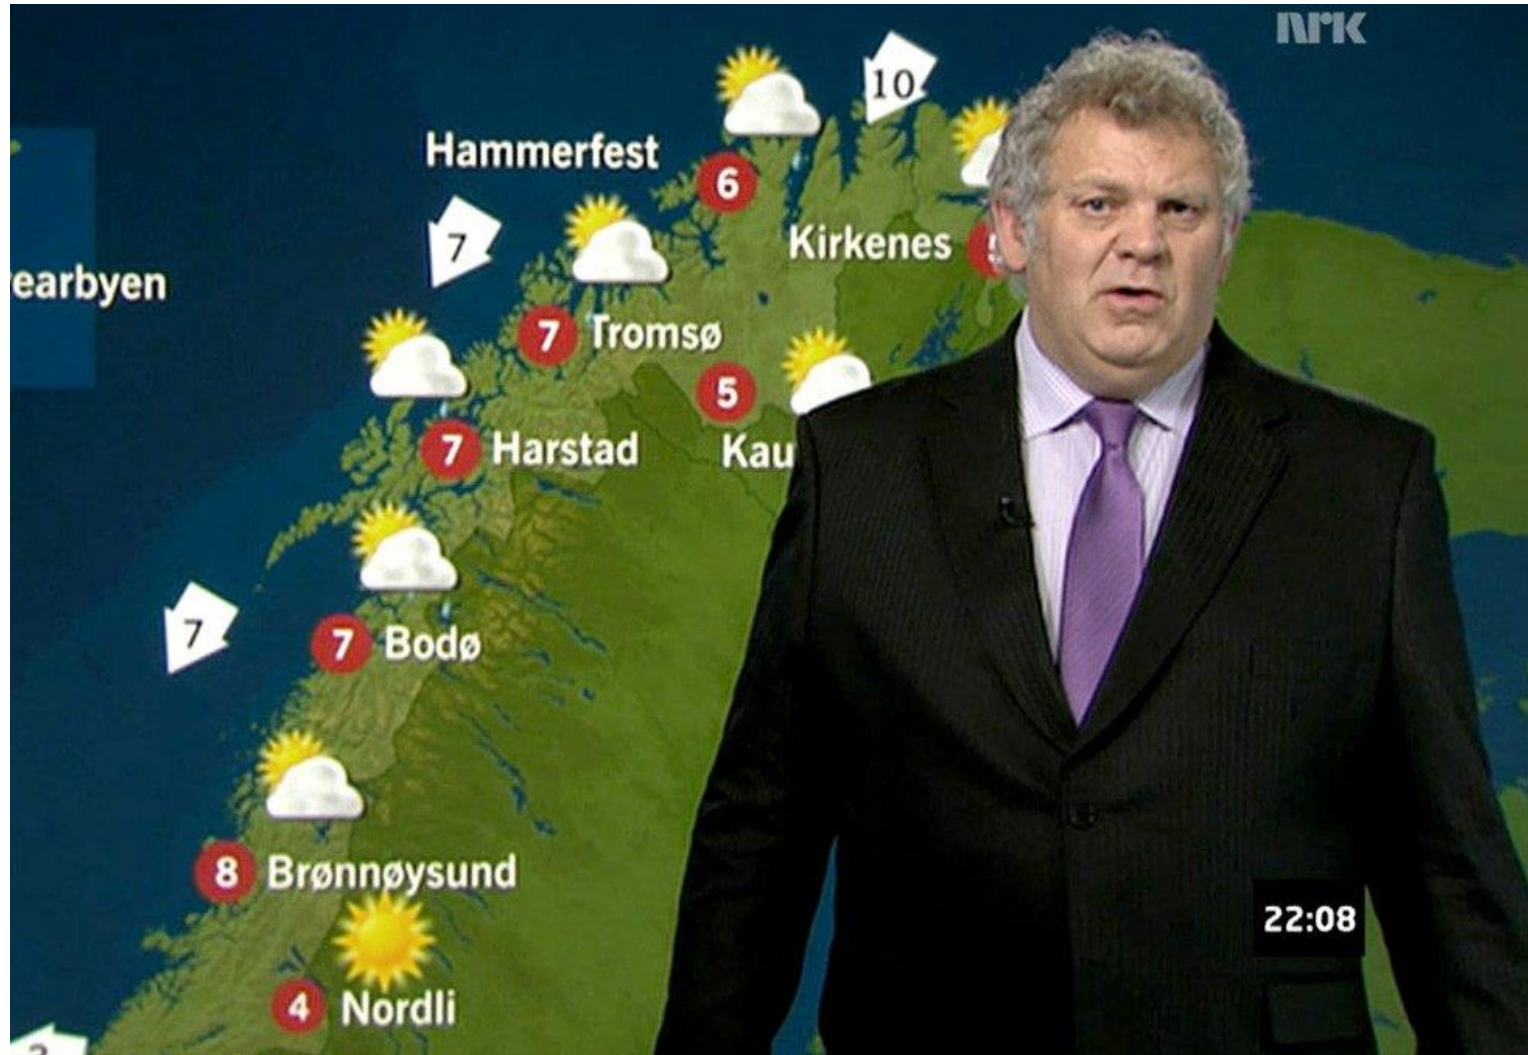 nrk
10
Hammerfest
6
7
Kirkenes
earbyen
7
Tromsø
5
7
Harstad
Kau
7
7
Bodø
8
Brønnøysund
22:08
4
Nordli